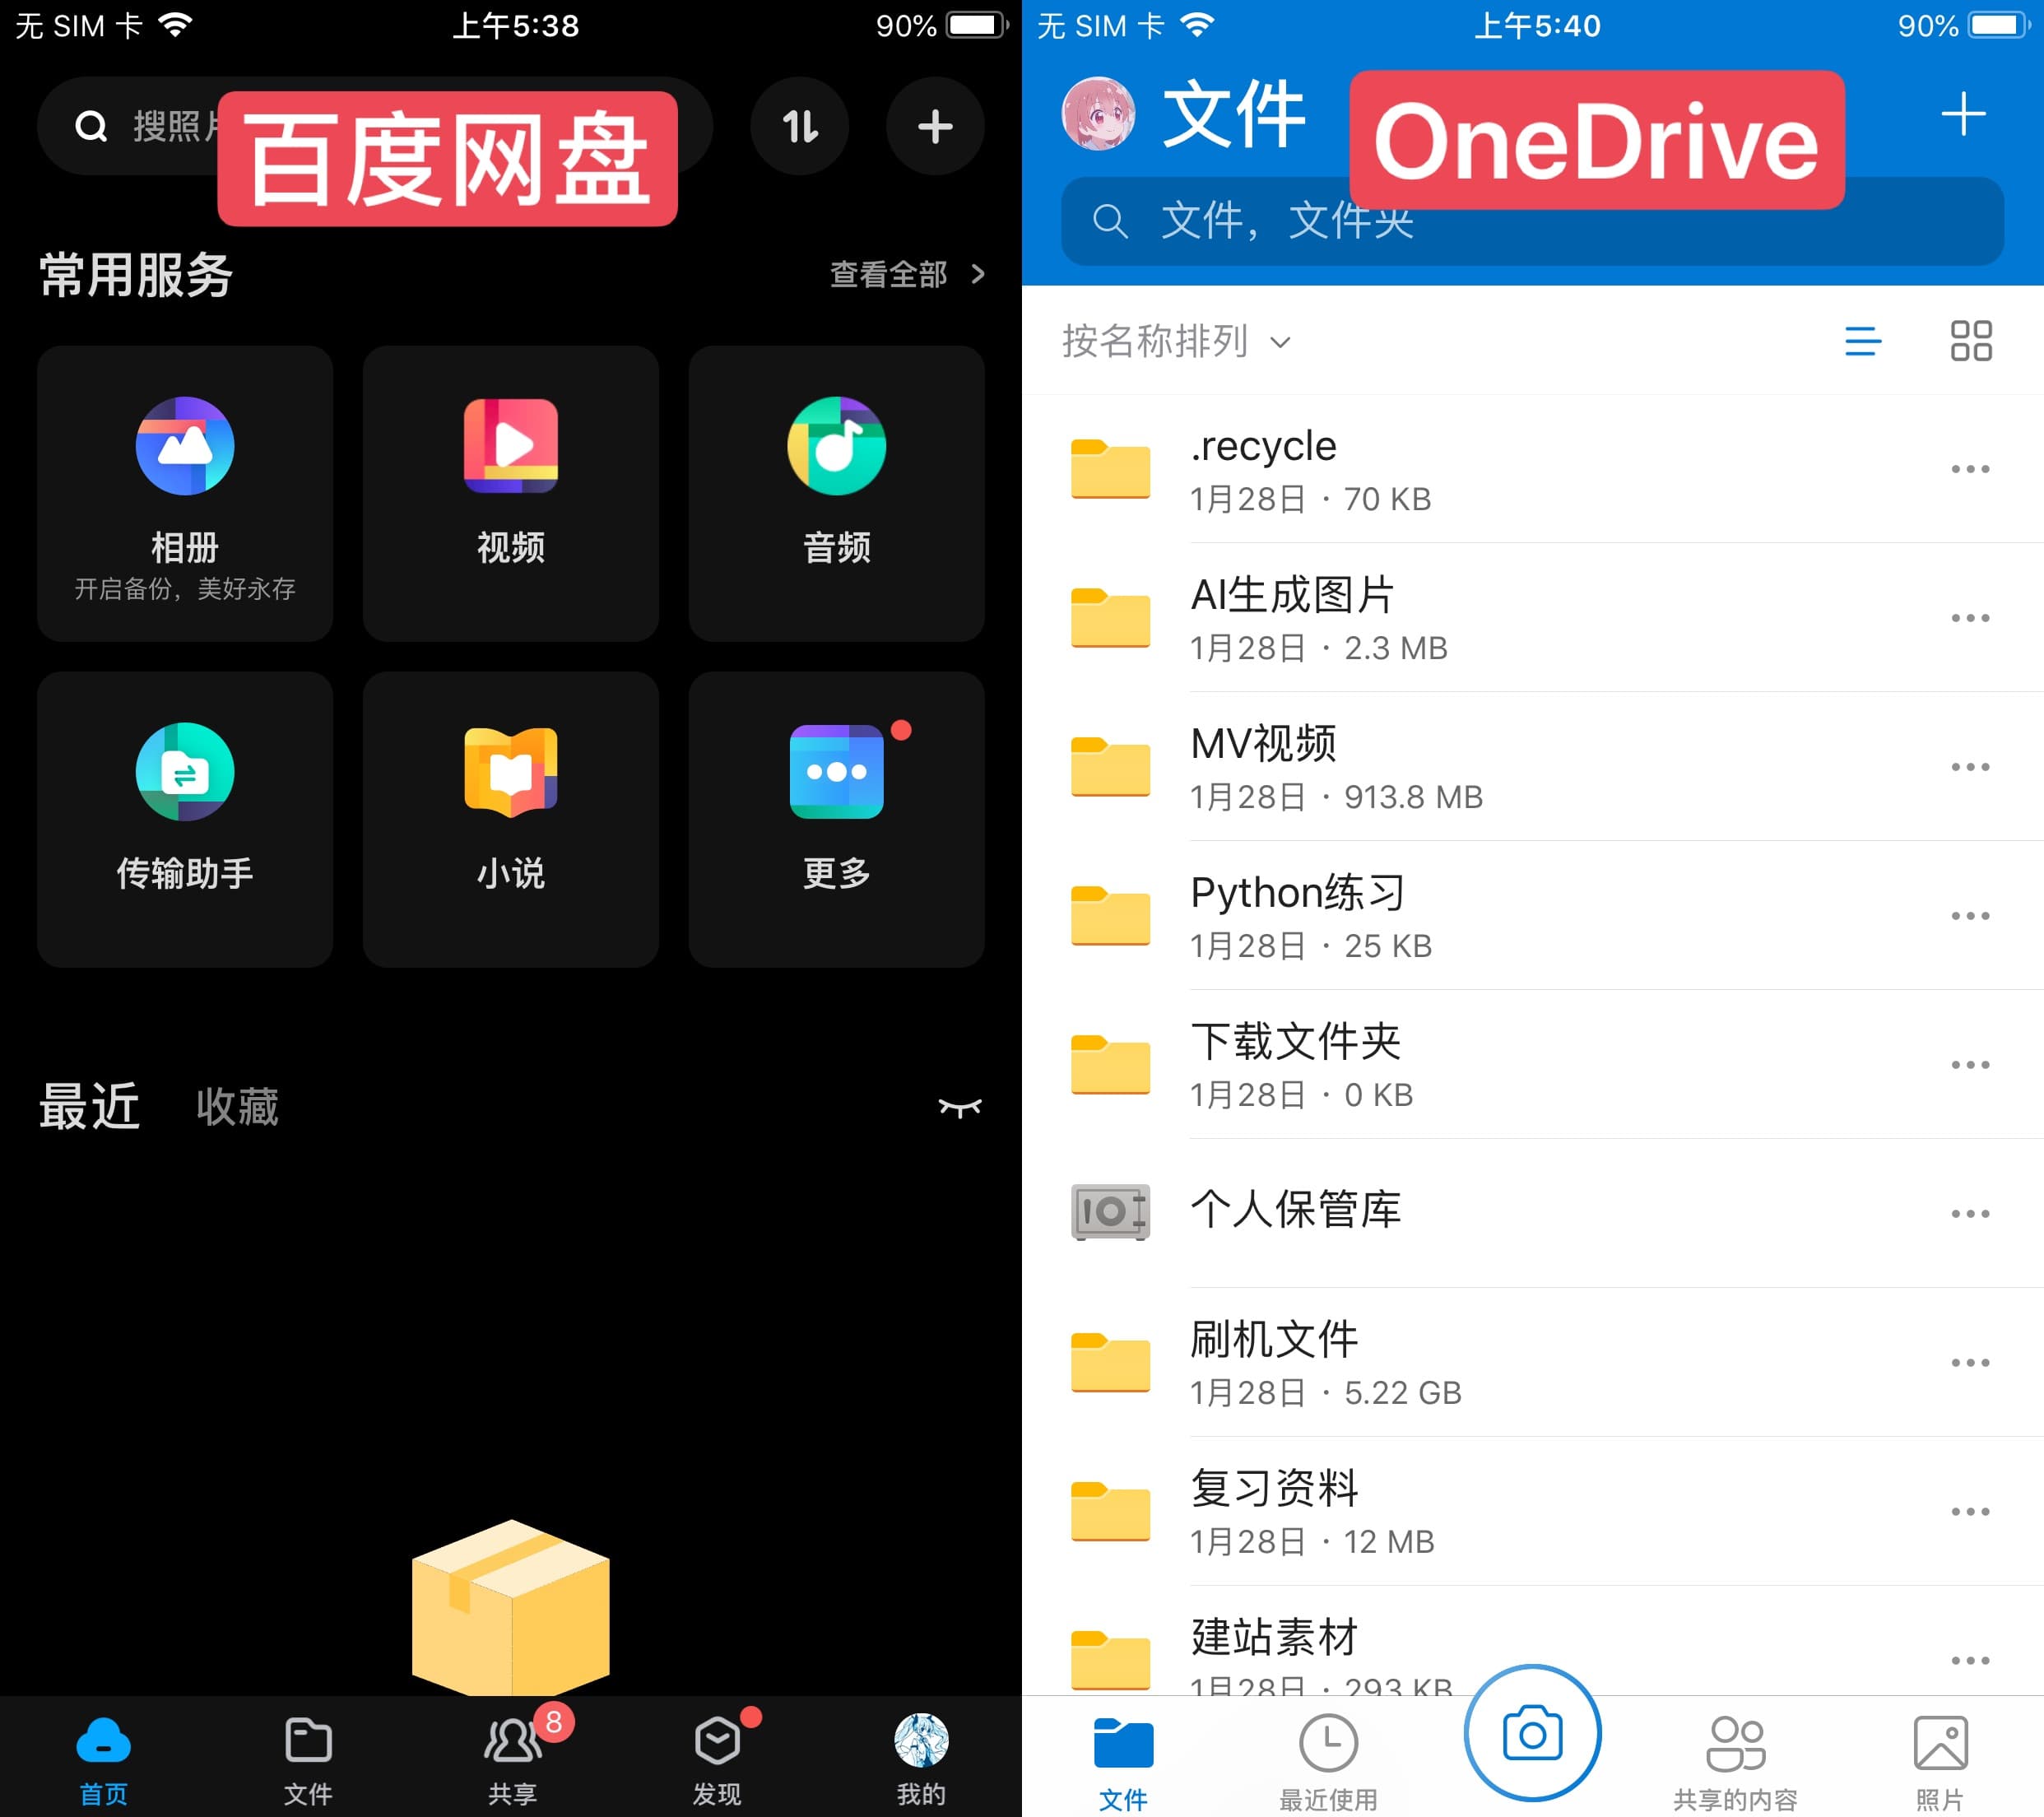 无 SIM 卡
上午5:38
90%
搜照片
百度网盘
常用服务
查看全部
相册
开启备份，美好永存
视频
音频
传输助手
小说
更多
最近
收藏
首页
文件
8
共享
发现
我的
无 SIM 卡
上午5:40
90%
文件
OneDrive
文件，文件夹
按名称排列
.recycle
1月28日 · 70 KB
AI生成图片
1月28日 · 2.3 MB
MV视频
1月28日 · 913.8 MB
Python练习
1月28日 · 25 KB
下载文件夹
1月28日 · 0 KB
个人保管库
刷机文件
1月28日 · 5.22 GB
复习资料
1月28日 · 12 MB
建站素材
1月28日 · 293 KB
文件
最近使用
共享的内容
照片